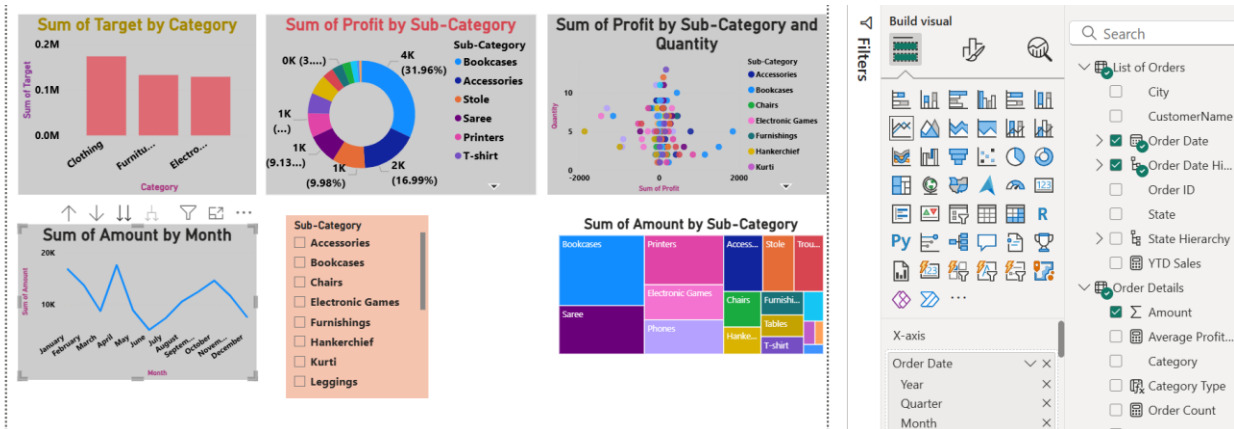 Sum of Target by Category
0.2M
0.1M
0.0M
Sum of Target
Clothing
Furnitu...
Electro...
Category
Sum of Profit by Sub-Category
0K (3....)
4K
(31.96%)
1K
(...)
1K
(9.13...)
1K
(9.98%)
2K
(16.99%)
Sub-Category
Bookcases
Accessories
Stole
Saree
Printers
T-shirt
Sum of Profit by Sub-Category and
Quantity
10
5
0
Quantity
-2000
0
2000
Sum of Profit
Sub-Category
Accessories
Bookcases
Chairs
Electronic Games
Furnishings
Hankerchief
Kurti
Sum of Amount by Month
20K
10K
Sum of Amount
January
February
March
April
May
June
July
August
Septem...
October
Novem...
December
Month
Sub-Category
Accessories
Bookcases
Chairs
Electronic Games
Furnishings
Hankerchief
Kurti
Leggings
Sum of Amount by Sub-Category
Bookcases
Saree
Printers
Electronic Games
Phones
Access...
Chairs
Hanke...
Stole
Trou...
Furnishi...
Tables
T-shirt
Filters
Build visual
123
R
Py
123
...
X-axis
Order Date
Year
Quarter
Month
Search
List of Orders
City
CustomerName
Order Date
Order Date Hi...
Order ID
State
State Hierarchy
YTD Sales
Order Details
Amount
Average Profit...
Category
Category Type
Order Count